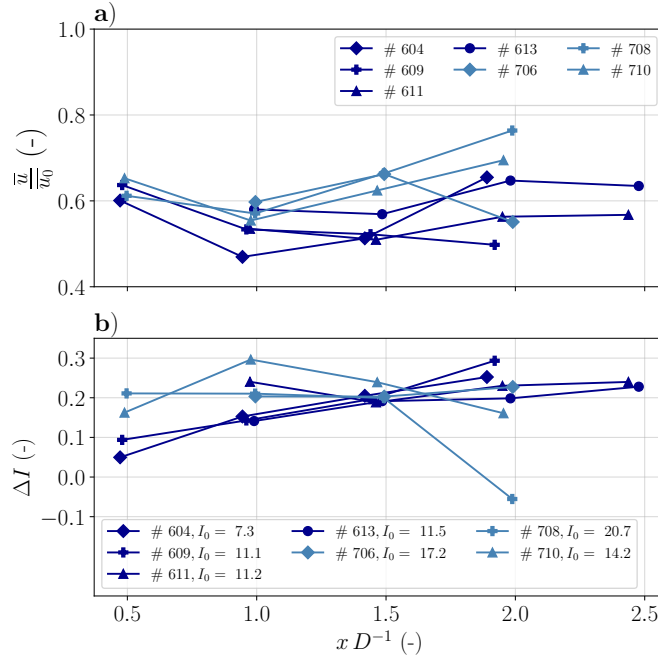 a)
1.0
0.8
0.6
0.4
u̅/u̅₀ (-)
# 604
# 609
# 611
# 613
# 706
# 708
# 710
b)
0.3
0.2
0.1
0.0
−0.1
ΔI (-)
# 604, I₀ = 7.3
# 609, I₀ = 11.1
# 611, I₀ = 11.2
# 613, I₀ = 11.5
# 706, I₀ = 17.2
# 708, I₀ = 20.7
# 710, I₀ = 14.2
0.5 1.0 1.5 2.0 2.5
x D⁻¹ (-)